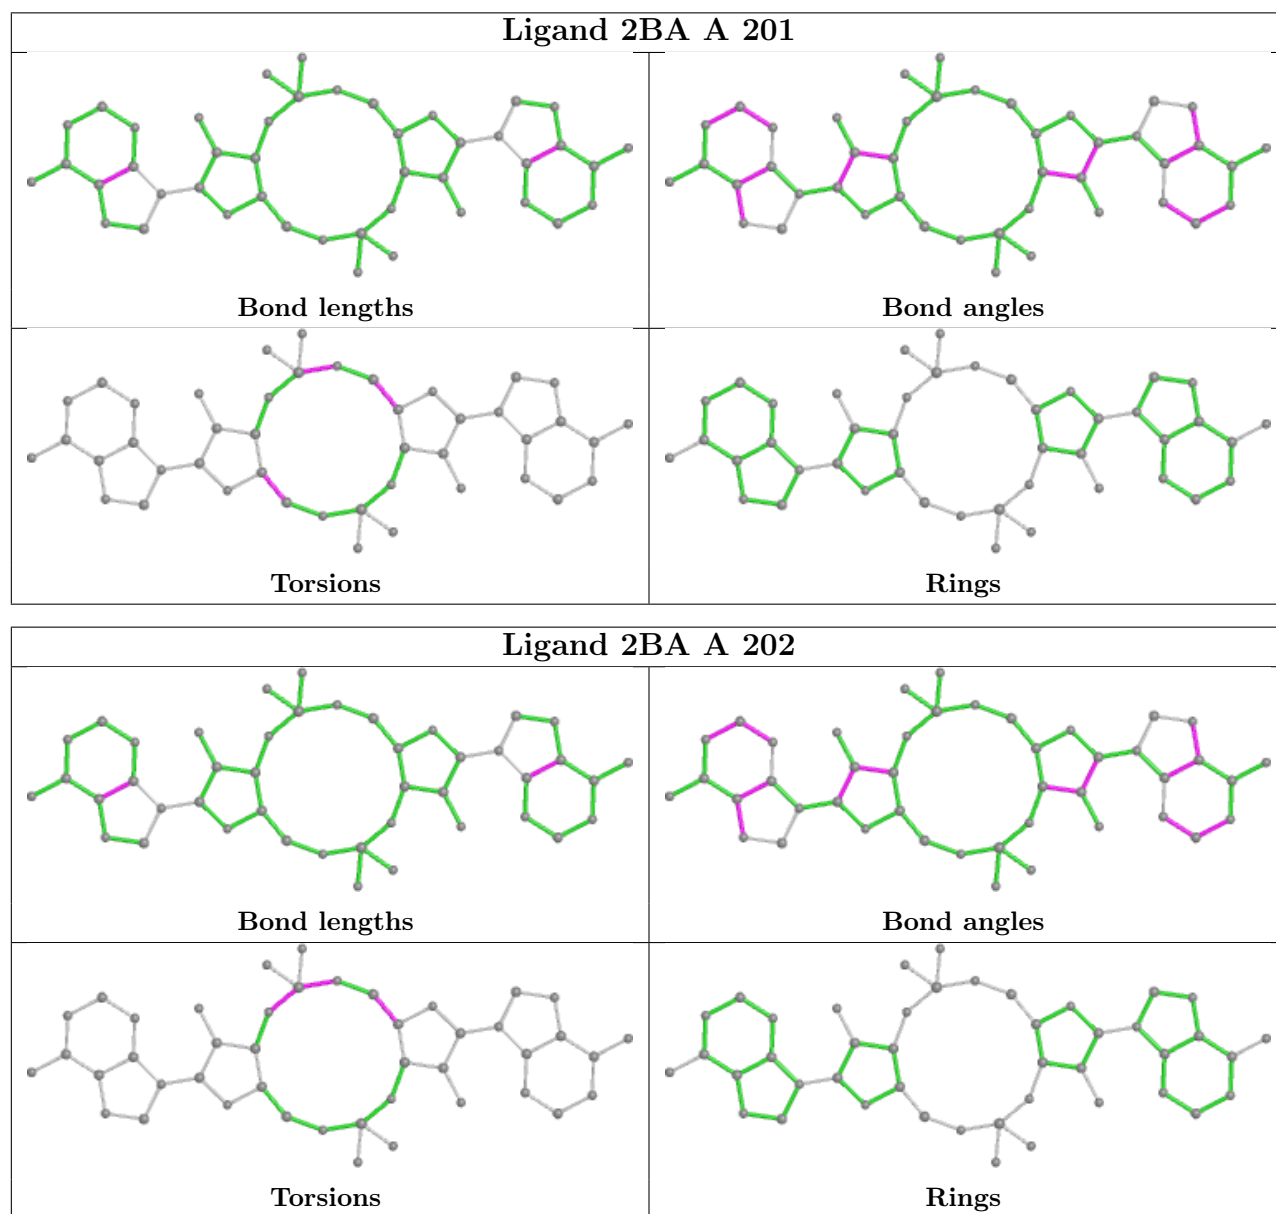 Ligand 2BA A 201
Bond lengths
Bond angles
Torsions
Rings
Ligand 2BA A 202
Bond lengths
Bond angles
Torsions
Rings